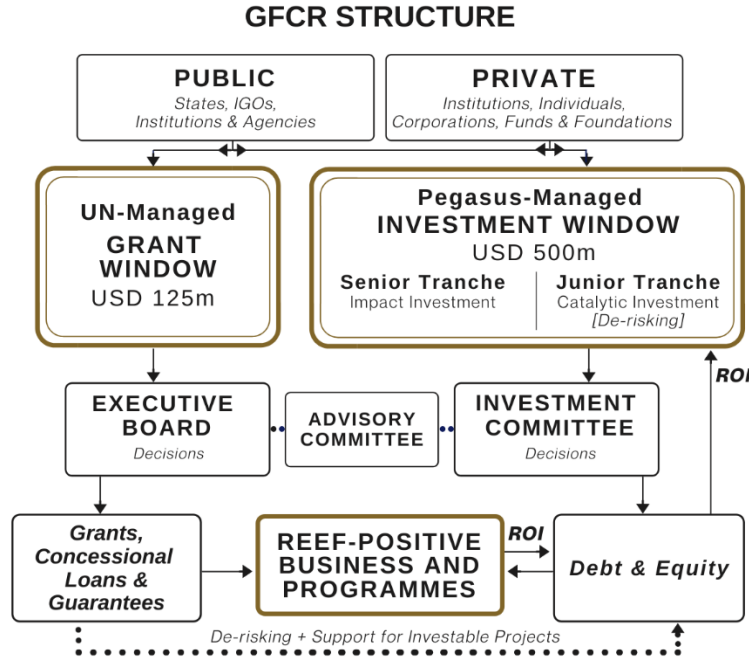 GFCR STRUCTURE
PUBLIC
States, IGOs,
Institutions & Agencies
PRIVATE
Institutions, Individuals,
Corporations, Funds & Foundations
UN-Managed
GRANT
WINDOW
USD 125m
Pegasus-Managed
INVESTMENT WINDOW
USD 500m
Senior Tranche
Impact Investment
Junior Tranche
Catalytic Investment
[De-risking]
ROI
EXECUTIVE
BOARD
Decisions
ADVISORY
COMMITTEE
INVESTMENT
COMMITTEE
Decisions
Grants,
Concessional
Loans &
Guarantees
REEF-POSITIVE
BUSINESS AND
PROGRAMMES
ROI
Debt & Equity
De-risking + Support for Investable Projects